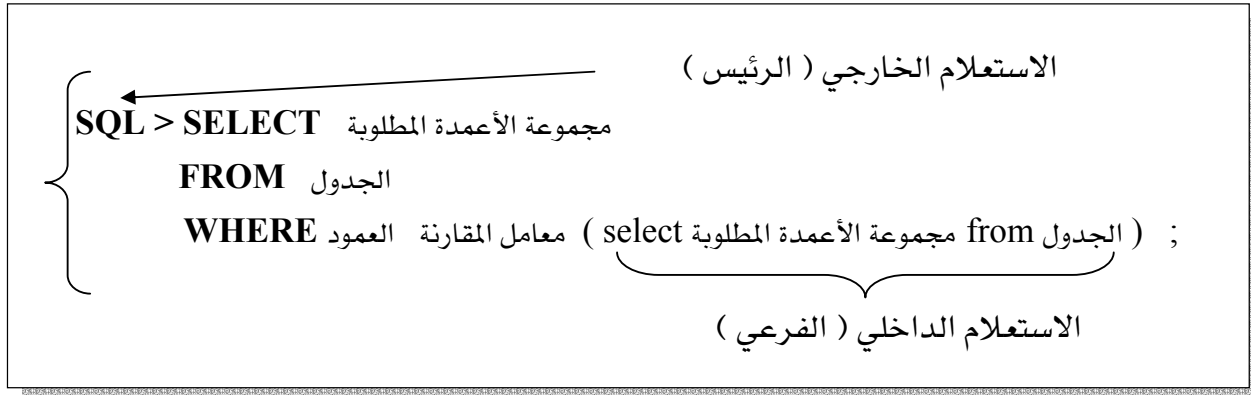 الاستعلام الخارجي ( الرئيس )
SQL > SELECT مجموعة الأعمدة المطلوبة
FROM الجدول
WHERE العمود معامل المقارنة ( select مجموعة الأعمدة المطلوبة from الجدول ) ;
الاستعلام الداخلي ( الفرعي )